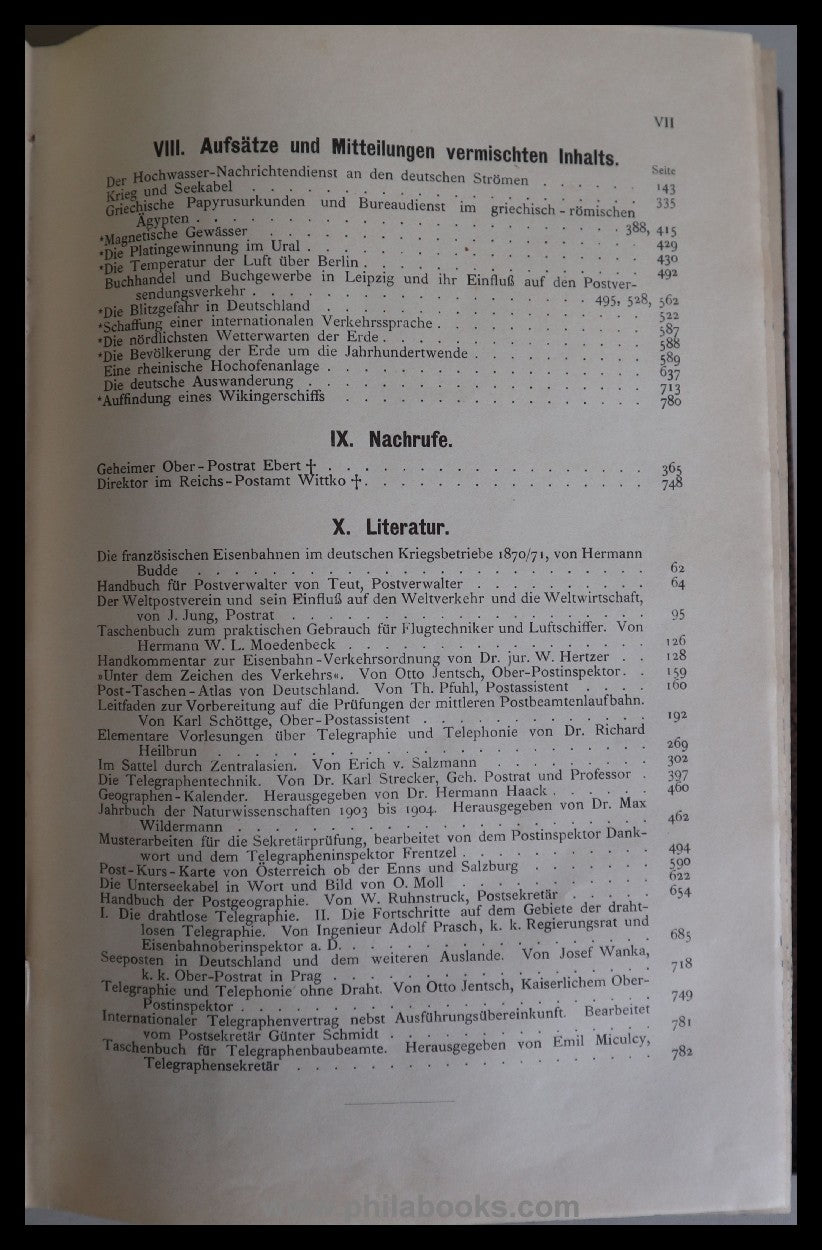 VII
VIII. Aufsätze und Mitteilungen vermischten Inhalts.
Seite
Der Hochwasser-Nachrichtendienst an den deutschen Strömen . . . . . 143
Krieg und Seekabel . . . . . . . . . . 335
Griechische Papyrusurkunden und Bureaudienst im griechisch-römischen
Ägypten . . . . . . . . . . 388, 415
*Magnetische Gewässer . . . . . . . . . . 429
*Die Platingewinnung im Ural . . . . . . . . . . 430
*Die Temperatur der Luft über Berlin . . . . . . . . . . 492
Buchhandel und Buchgewerbe in Leipzig und ihr Einfluß auf den Postver-
sendungsverkehr . . . . . . . . . . 495, 528, 562
*Die Blitzgefahr in Deutschland . . . . . . . . . . 522
*Schaffung einer internationalen Verkehrssprache . . . . . . . . . . 587
*Die nördlichsten Wetterwarten der Erde . . . . . . . . . . 588
*Die Bevölkerung der Erde um die Jahrhundertwende . . . . . . . . . . 589
Eine rheinische Hochofenanlage . . . . . . . . . . 637
Die deutsche Auswanderung . . . . . . . . . . 713
*Auffindung eines Wikingerschiffs . . . . . . . . . . 780
IX. Nachrufe.
Geheimer Ober-Postrat Ebert † . . . . . . . . . . 365
Direktor im Reichs-Postamt Wittko † . . . . . . . . . . 748
X. Literatur.
Die französischen Eisenbahnen im deutschen Kriegsbetriebe 1870/71, von Hermann
Budde . . . . . . . . . . 62
Handbuch für Postverwalter von Teut, Postverwalter . . . . . . . . . . 64
Der Weltpostverein und sein Einfluß auf den Weltverkehr und die Weltwirtschaft,
von J. Jung, Postrat . . . . . . . . . . 95
Taschenbuch zum praktischen Gebrauch für Flugtechniker und Luftschiffer. Von
Hermann W. L. Moedenbeck . . . . . . . . . . 126
Handkommentar zur Eisenbahn-Verkehrsordnung von Dr. jur. W. Hertzer . . 128
»Unter dem Zeichen des Verkehrs«. Von Otto Jentsch, Ober-Postinspektor. . 159
Post-Taschen-Atlas von Deutschland. Von Th. Pfuhl, Postassistent . . . . 160
Leitfaden zur Vorbereitung auf die Prüfungen der mittleren Postbeamtenlaufbahn.
Von Karl Schöttge, Ober-Postassistent . . . . . . . . . . 192
Elementare Vorlesungen über Telegraphie und Telephonie von Dr. Richard
Heilbrun . . . . . . . . . . 269
Im Sattel durch Zentralasien. Von Erich v. Salzmann . . . . . . . . 302
Die Telegraphentechnik. Von Dr. Karl Strecker, Geh. Postrat und Professor . 397
Geographen-Kalender. Herausgegeben von Dr. Hermann Haack . . . . . 460
Jahrbuch der Naturwissenschaften 1903 bis 1904. Herausgegeben von Dr. Max
Wildermann . . . . . . . . . . 462
Musterarbeiten für die Sekretärprüfung, bearbeitet von dem Postinspektor Dank-
wort und dem Telegrapheninspektor Frentzel . . . . . . . . . . 494
Post-Kurs-Karte von Österreich ob der Enns und Salzburg . . . . . . . 590
Die Unterseekabel in Wort und Bild von O. Moll . . . . . . . . . . 622
Handbuch der Postgeographie. Von W. Ruhnstruck, Postsekretär . . . . . 654
I. Die drahtlose Telegraphie. II. Die Fortschritte auf dem Gebiete der draht-
losen Telegraphie. Von Ingenieur Adolf Prasch, k. k. Regierungsrat und
Eisenbahnoberinspektor a. D. . . . . . . . . . . 685
Seeposten in Deutschland und dem weiteren Auslande. Von Josef Wanka,
k. k. Ober-Postrat in Prag . . . . . . . . . . 718
Telegraphie und Telephonie ohne Draht. Von Otto Jentsch, Kaiserlichem Ober-
Postinspektor . . . . . . . . . . 749
Internationaler Telegraphenvertrag nebst Ausführungsübereinkunft. Bearbeitet
vom Postsekretär Günter Schmidt . . . . . . . . . . 781
Taschenbuch für Telegraphenbaubeamte. Herausgegeben von Emil Miculcy,
Telegraphensekretär . . . . . . . . . . 782
www.philabooks.com